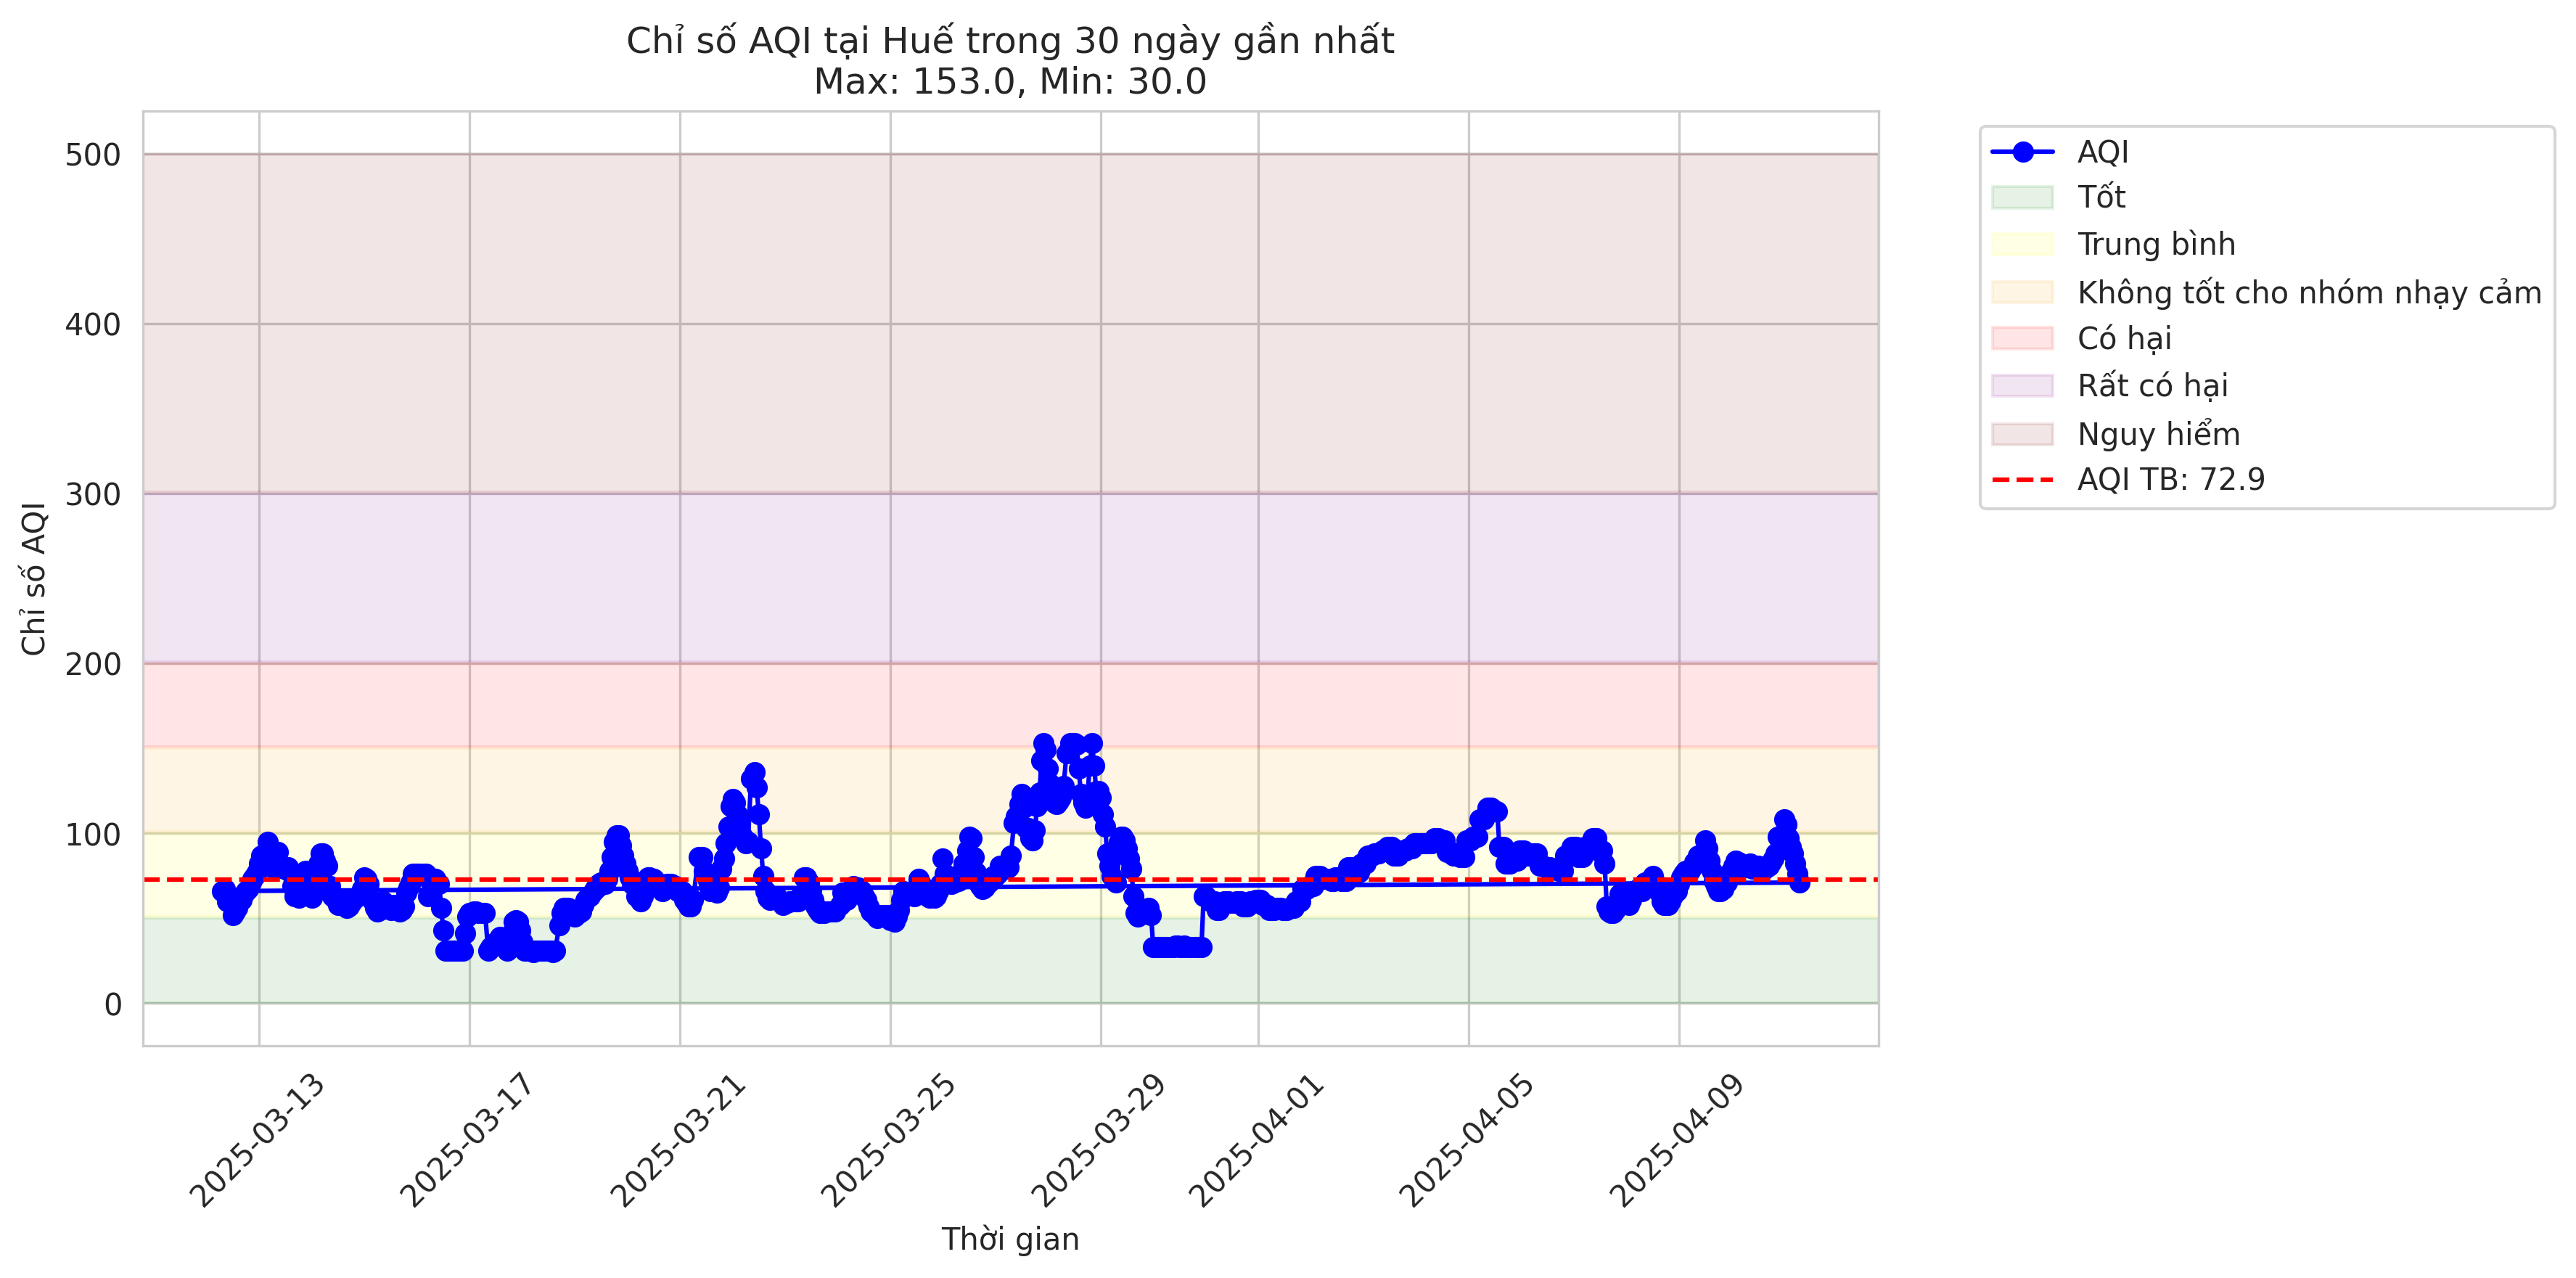 Chỉ số AQI tại Huế trong 30 ngày gần nhất
Max: 153.0, Min: 30.0
Chỉ số AQI
500
400
300
200
100
0
2025-03-13
2025-03-17
2025-03-21
2025-03-25
2025-03-29
2025-04-01
2025-04-05
2025-04-09
Thời gian
AQI
Tốt
Trung bình
Không tốt cho nhóm nhạy cảm
Có hại
Rất có hại
Nguy hiểm
AQI TB: 72.9